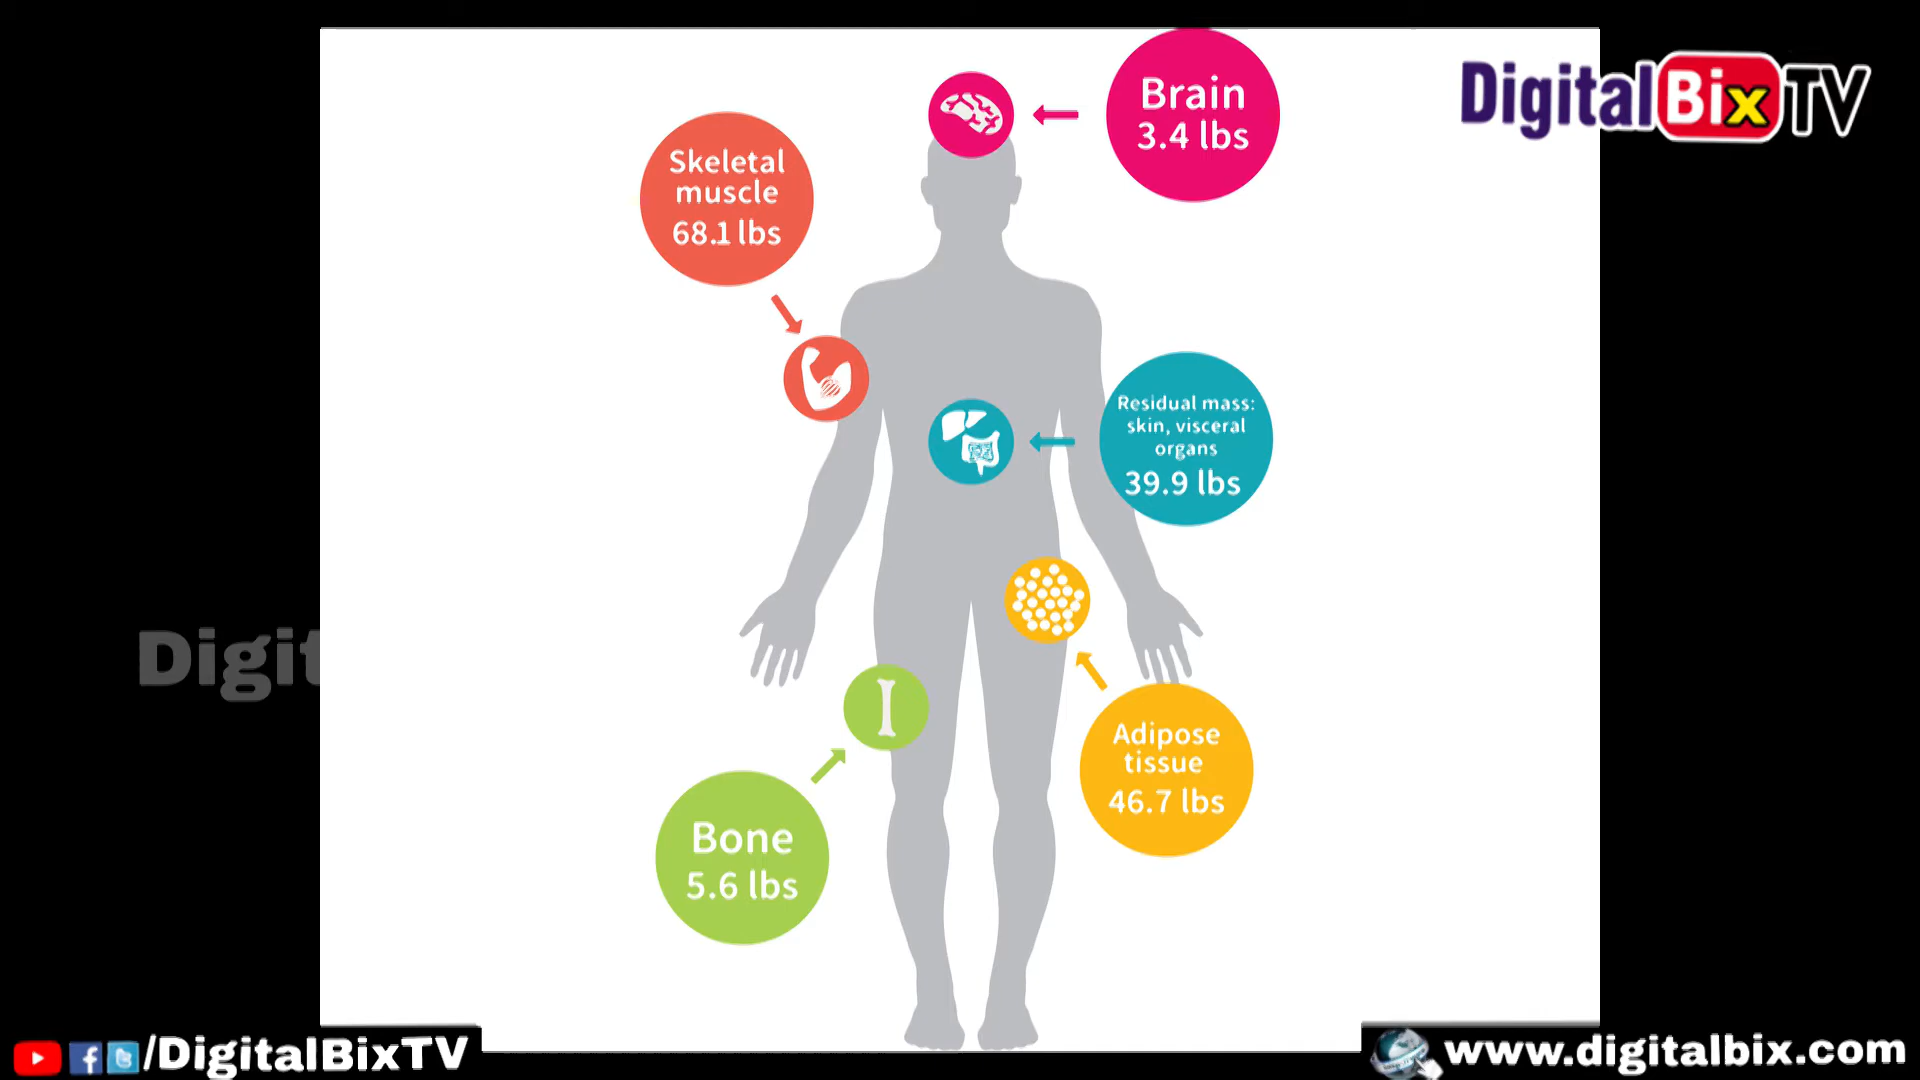 Brain
3.4 lbs
DigitalBixTV
Skeletal
muscle
68.1 lbs
Residual mass:
skin, visceral
organs
39.9 lbs
Digit
Adipose
tissue
46.7 lbs
Bone
5.6 lbs
/DigitalBixTV
www.digitalbix.com